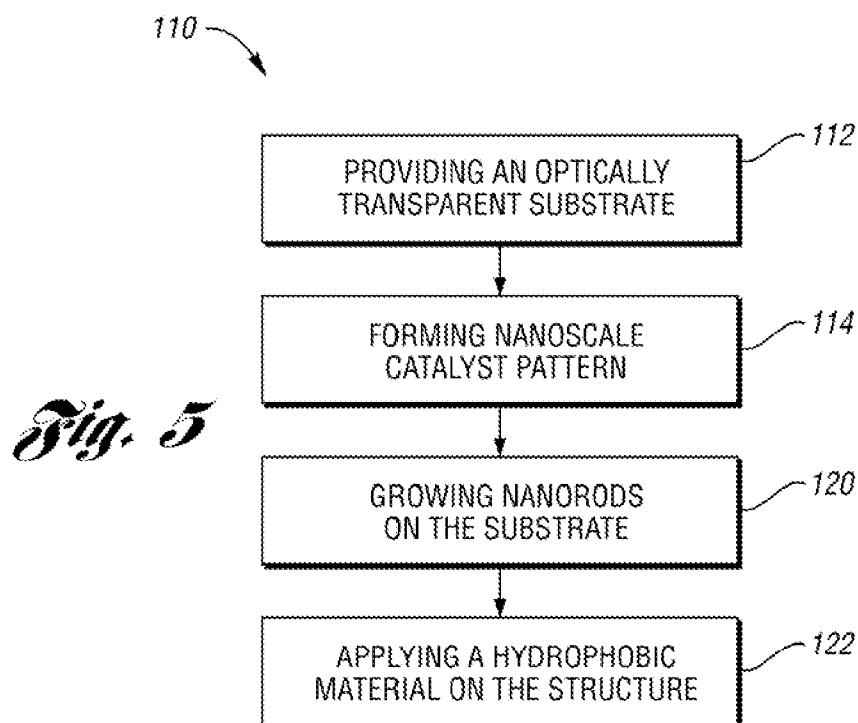 110
112
PROVIDING AN OPTICALLY
TRANSPARENT SUBSTRATE
114
FORMING NANOSCALE
CATALYST PATTERN
Fig. 5
120
GROWING NANORODS
ON THE SUBSTRATE
122
APPLYING A HYDROPHOBIC
MATERIAL ON THE STRUCTURE